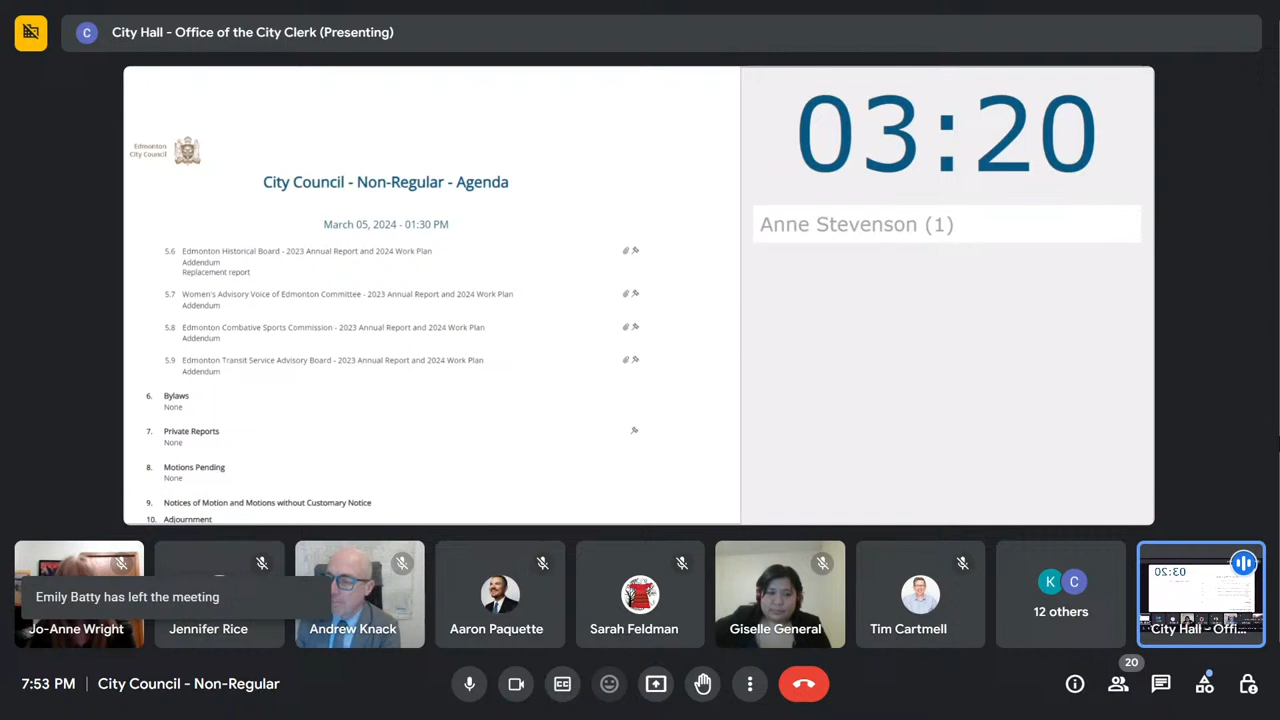 C
City Hall - Office of the City Clerk (Presenting)
Edmonton
City Council
City Council - Non-Regular - Agenda
March 05, 2024 - 01:30 PM
5.6 Edmonton Historical Board - 2023 Annual Report and 2024 Work Plan
Addendum
Replacement report
5.7 Women's Advisory Voice of Edmonton Committee - 2023 Annual Report and 2024 Work Plan
Addendum
5.8 Edmonton Combative Sports Commission - 2023 Annual Report and 2024 Work Plan
Addendum
5.9 Edmonton Transit Service Advisory Board - 2023 Annual Report and 2024 Work Plan
Addendum
6. Bylaws
None
7. Private Reports
None
8. Motions Pending
None
9. Notices of Motion and Motions without Customary Notice
10. Adjournment
03:20
Anne Stevenson (1)
Emily Batty has left the meeting
Jo-Anne Wright
Jennifer Rice
Andrew Knack
Aaron Paquette
Sarah Feldman
Giselle General
Tim Cartmell
K C
12 others
03:20
City Hall - Offi...
7:53 PM | City Council - Non-Regular
CC
20